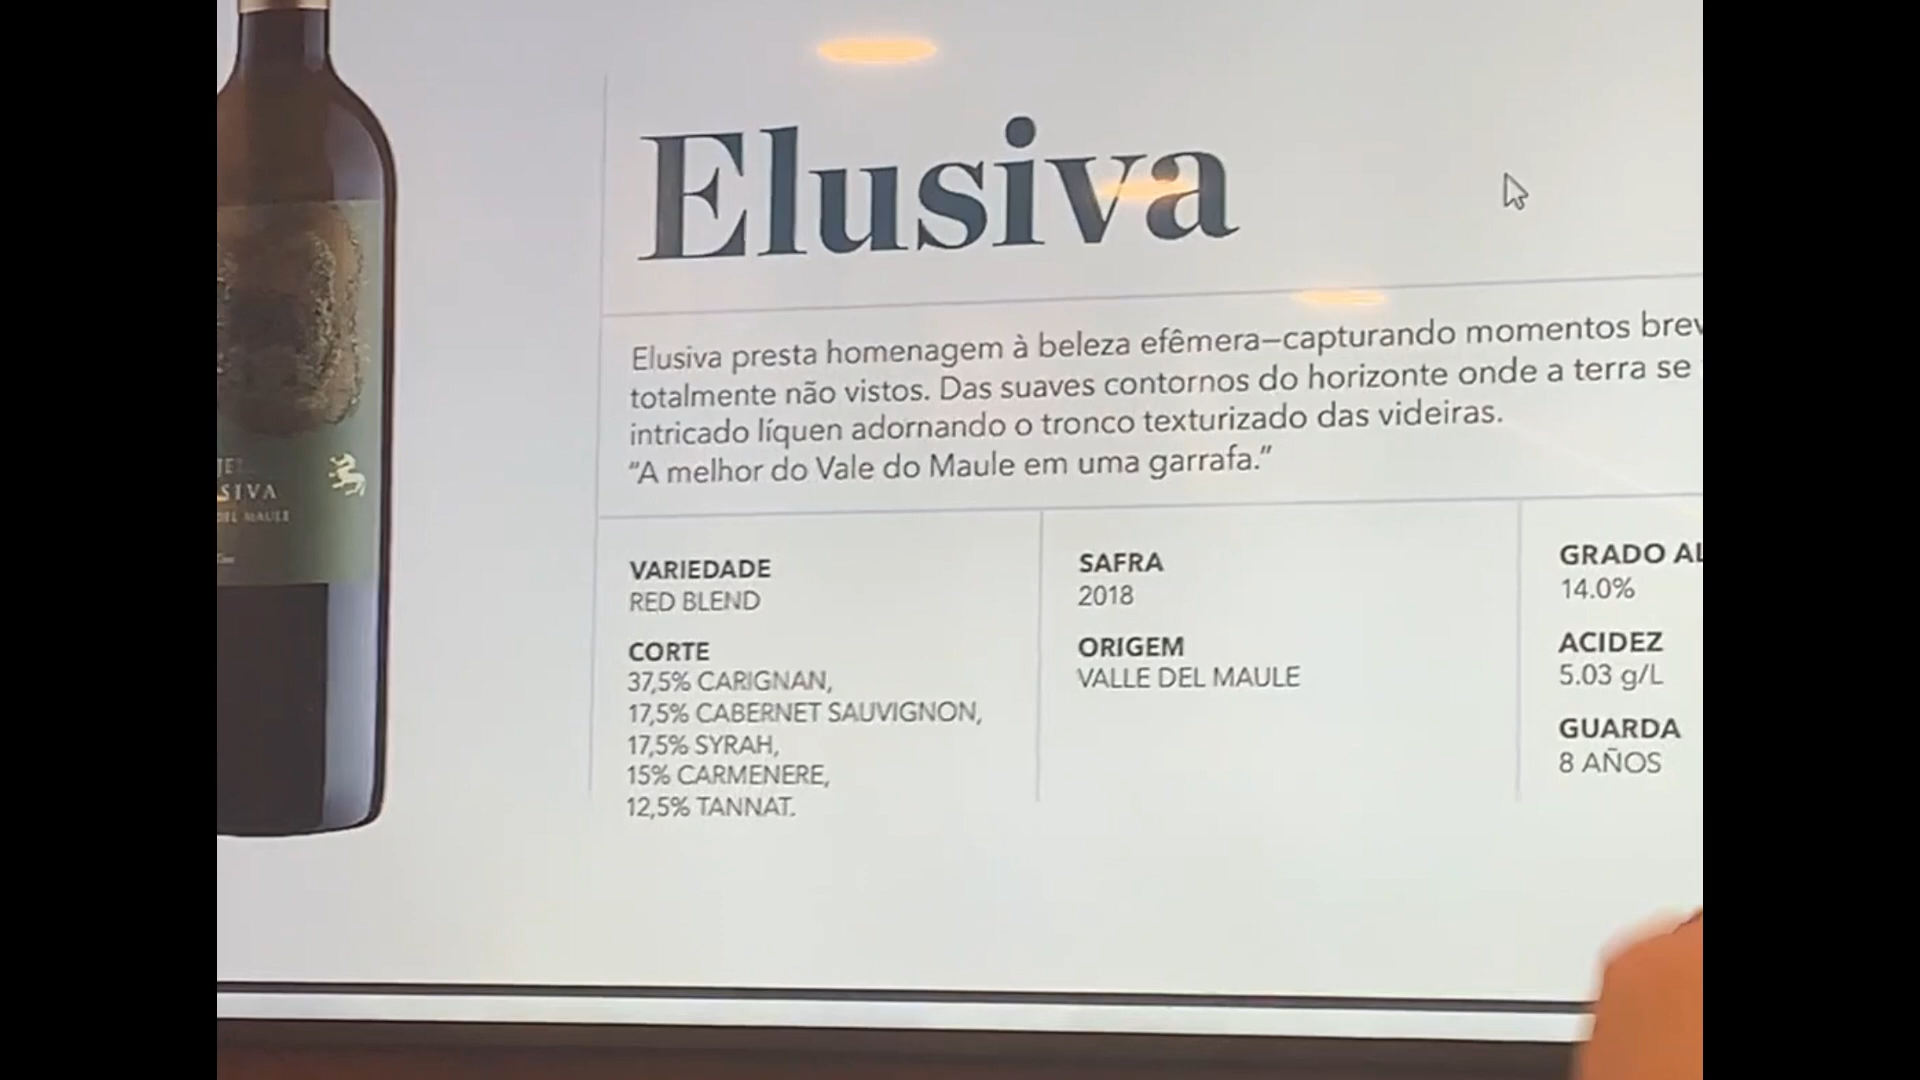 Elusiva
Elusiva presta homenagem à beleza efêmera—capturando momentos
totalmente não vistos. Das suaves contornos do horizonte onde a terra se
intricado líquen adornando o tronco texturizado das videiras.
“A melhor do Vale do Maule em uma garrafa.”
VARIEDADE
RED BLEND
CORTE
37,5% CARIGNAN,
17,5% CABERNET SAUVIGNON,
17,5% SYRAH,
15% CARMENERE,
12,5% TANNAT.
SAFRA
2018
ORIGEM
VALLE DEL MAULE
GRADO
14.0%
ACIDEZ
5.03 g/L
GUARDA
8 AÑOS
SIVA
DEL MAULE